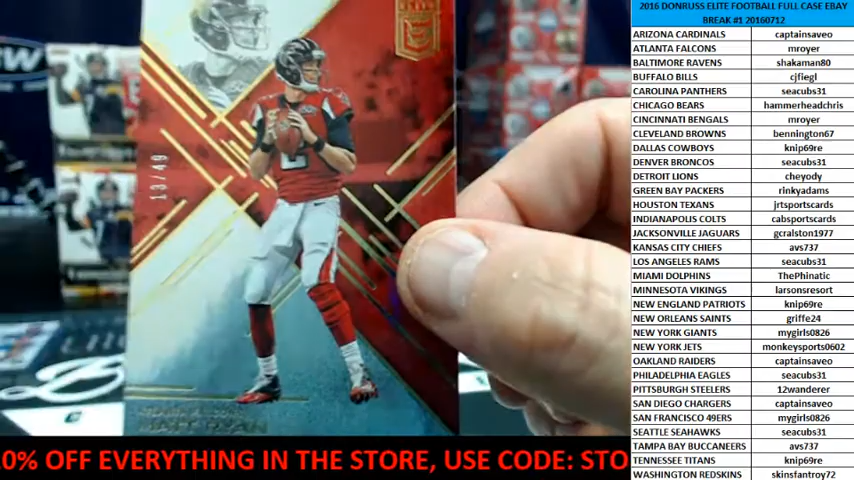 2016 DONRUSS ELITE FOOTBALL FULL CASE EBAY
BREAK #1 20160712
ARIZONA CARDINALS captainsaveo
ATLANTA FALCONS mroyer
BALTIMORE RAVENS shakaman80
BUFFALO BILLS cjfiegl
CAROLINA PANTHERS seacubs31
CHICAGO BEARS hammerheadchris
CINCINNATI BENGALS mroyer
CLEVELAND BROWNS bennington67
DALLAS COWBOYS knip69re
DENVER BRONCOS seacubs31
DETROIT LIONS cheyody
GREEN BAY PACKERS rinkyadams
HOUSTON TEXANS jrtsportscards
INDIANAPOLIS COLTS cabsportscards
JACKSONVILLE JAGUARS gcralston1977
KANSAS CITY CHIEFS avs737
LOS ANGELES RAMS seacubs31
MIAMI DOLPHINS ThePhinatic
MINNESOTA VIKINGS larsonsresort
NEW ENGLAND PATRIOTS knip69re
NEW ORLEANS SAINTS griffe24
NEW YORK GIANTS mygirls0826
NEW YORK JETS monkeysports0602
OAKLAND RAIDERS captainsaveo
PHILADELPHIA EAGLES seacubs31
PITTSBURGH STEELERS 12wanderer
SAN DIEGO CHARGERS captainsaveo
SAN FRANCISCO 49ERS mygirls0826
SEATTLE SEAHAWKS seacubs31
TAMPA BAY BUCCANEERS avs737
TENNESSEE TITANS knip69re
WASHINGTON REDSKINS skinsfantroy72
13/49
MATT RYAN
0% OFF EVERYTHING IN THE STORE, USE CODE: STO